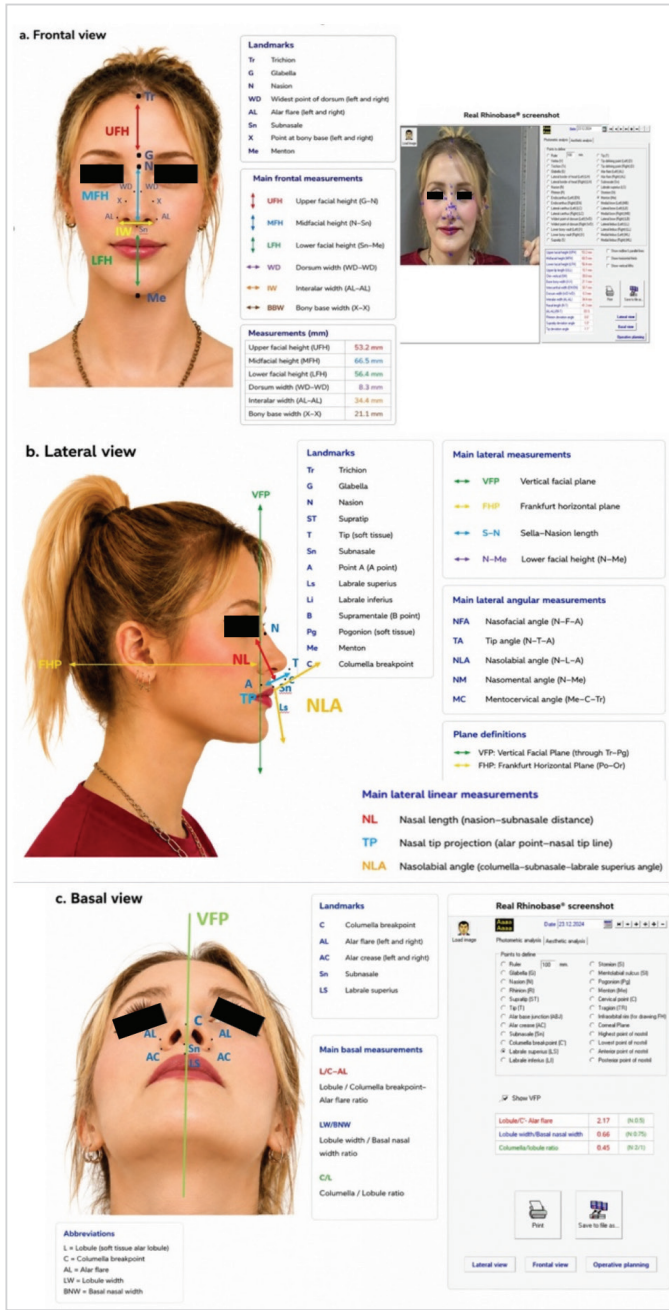 a. Frontal view
Tr
UFH
G
N
MFH
WD
WD
X
X
AL
AL
IW
Sn
LFH
Me
Landmarks
Tr Trichion
G Glabella
N Nasion
WD Widest point of dorsum (left and right)
AL Alar flare (left and right)
Sn Subnasale
X Point at bony base (left and right)
Me Menton
Main frontal measurements
UFH Upper facial height (G–N)
MFH Midfacial height (N–Sn)
LFH Lower facial height (Sn–Me)
WD Dorsum width (WD–WD)
IW Interalar width (AL–AL)
BBW Bony base width (X–X)
Measurements (mm)
Upper facial height (UFH) 53.2 mm
Midfacial height (MFH) 66.5 mm
Lower facial height (LFH) 56.4 mm
Dorsum width (WD–WD) 8.3 mm
Interalar width (AL–AL) 34.4 mm
Bony base width (X–X) 21.1 mm
Real Rhinobase® screenshot
Lateral view
Basal view
Operative planning
b. Lateral view
VFP
N
FHP
NL
T
C
A
Sn
TP
Ls
NLA
Landmarks
Tr Trichion
G Glabella
N Nasion
ST Supratip
T Tip (soft tissue)
Sn Subnasale
A Point A (A point)
Ls Labrale superius
Li Labrale inferius
B Supramentale (B point)
Pg Pogonion (soft tissue)
Me Menton
C Columella breakpoint
Main lateral measurements
VFP Vertical facial plane
FHP Frankfurt horizontal plane
S–N Sella–Nasion length
N–Me Lower facial height (N–Me)
Main lateral angular measurements
NFA Nasofacial angle (N–F–A)
TA Tip angle (N–T–A)
NLA Nasolabial angle (N–L–A)
NM Nasomental angle (N–Me)
MC Mentocervical angle (Me–C–Tr)
Plane definitions
VFP: Vertical Facial Plane (through Tr–Pg)
FHP: Frankfurt Horizontal Plane (Po–Or)
Main lateral linear measurements
NL Nasal length (nasion–subnasale distance)
TP Nasal tip projection (alar point–nasal tip line)
NLA Nasolabial angle (columella–subnasale–labrale superius angle)
c. Basal view
VFP
C
AL
AL
Sn
AC
AC
LS
Landmarks
C Columella breakpoint
AL Alar flare (left and right)
AC Alar crease (left and right)
Sn Subnasale
LS Labrale superius
Main basal measurements
L/C–AL
Lobule / Columella breakpoint–
Alar flare ratio
LW/BNW
Lobule width / Basal nasal
width ratio
C/L
Columella / Lobule ratio
Abbreviations
L = Lobule (soft tissue alar lobule)
C = Columella breakpoint
AL = Alar flare
LW = Lobule width
BNW = Basal nasal width
Real Rhinobase® screenshot
Load image
Date 23.12.2024
Photometric analysis Aesthetic analysis
Points to define
Ruler 100 mm
Glabella (G)
Nasion (N)
Rhinion (R)
Supratip (ST)
Tip (T)
Alar base junction (ABJ)
Alar crease (AC)
Subnasale (Sn)
Columella breakpoint (C')
Labrale superius (LS)
Labrale inferius (LI)
Stomion (S)
Mentolabial sulcus (SI)
Pogonion (Pg)
Menton (Me)
Cervical point (C)
Tragion (TR)
Infraorbital rim (for drawing FH)
Corneal Plane
Highest point of nostril
Lowest point of nostril
Anterior point of nostril
Posterior point of nostril
Show VFP
Lobule/C'- Alar flare 2.17 (N:0.5)
Lobule width/Basal nasal width 0.66 (N:0.75)
Columella/lobule ratio 0.45 (N:2/1)
Print
Save to file as...
Lateral view
Frontal view
Operative planning